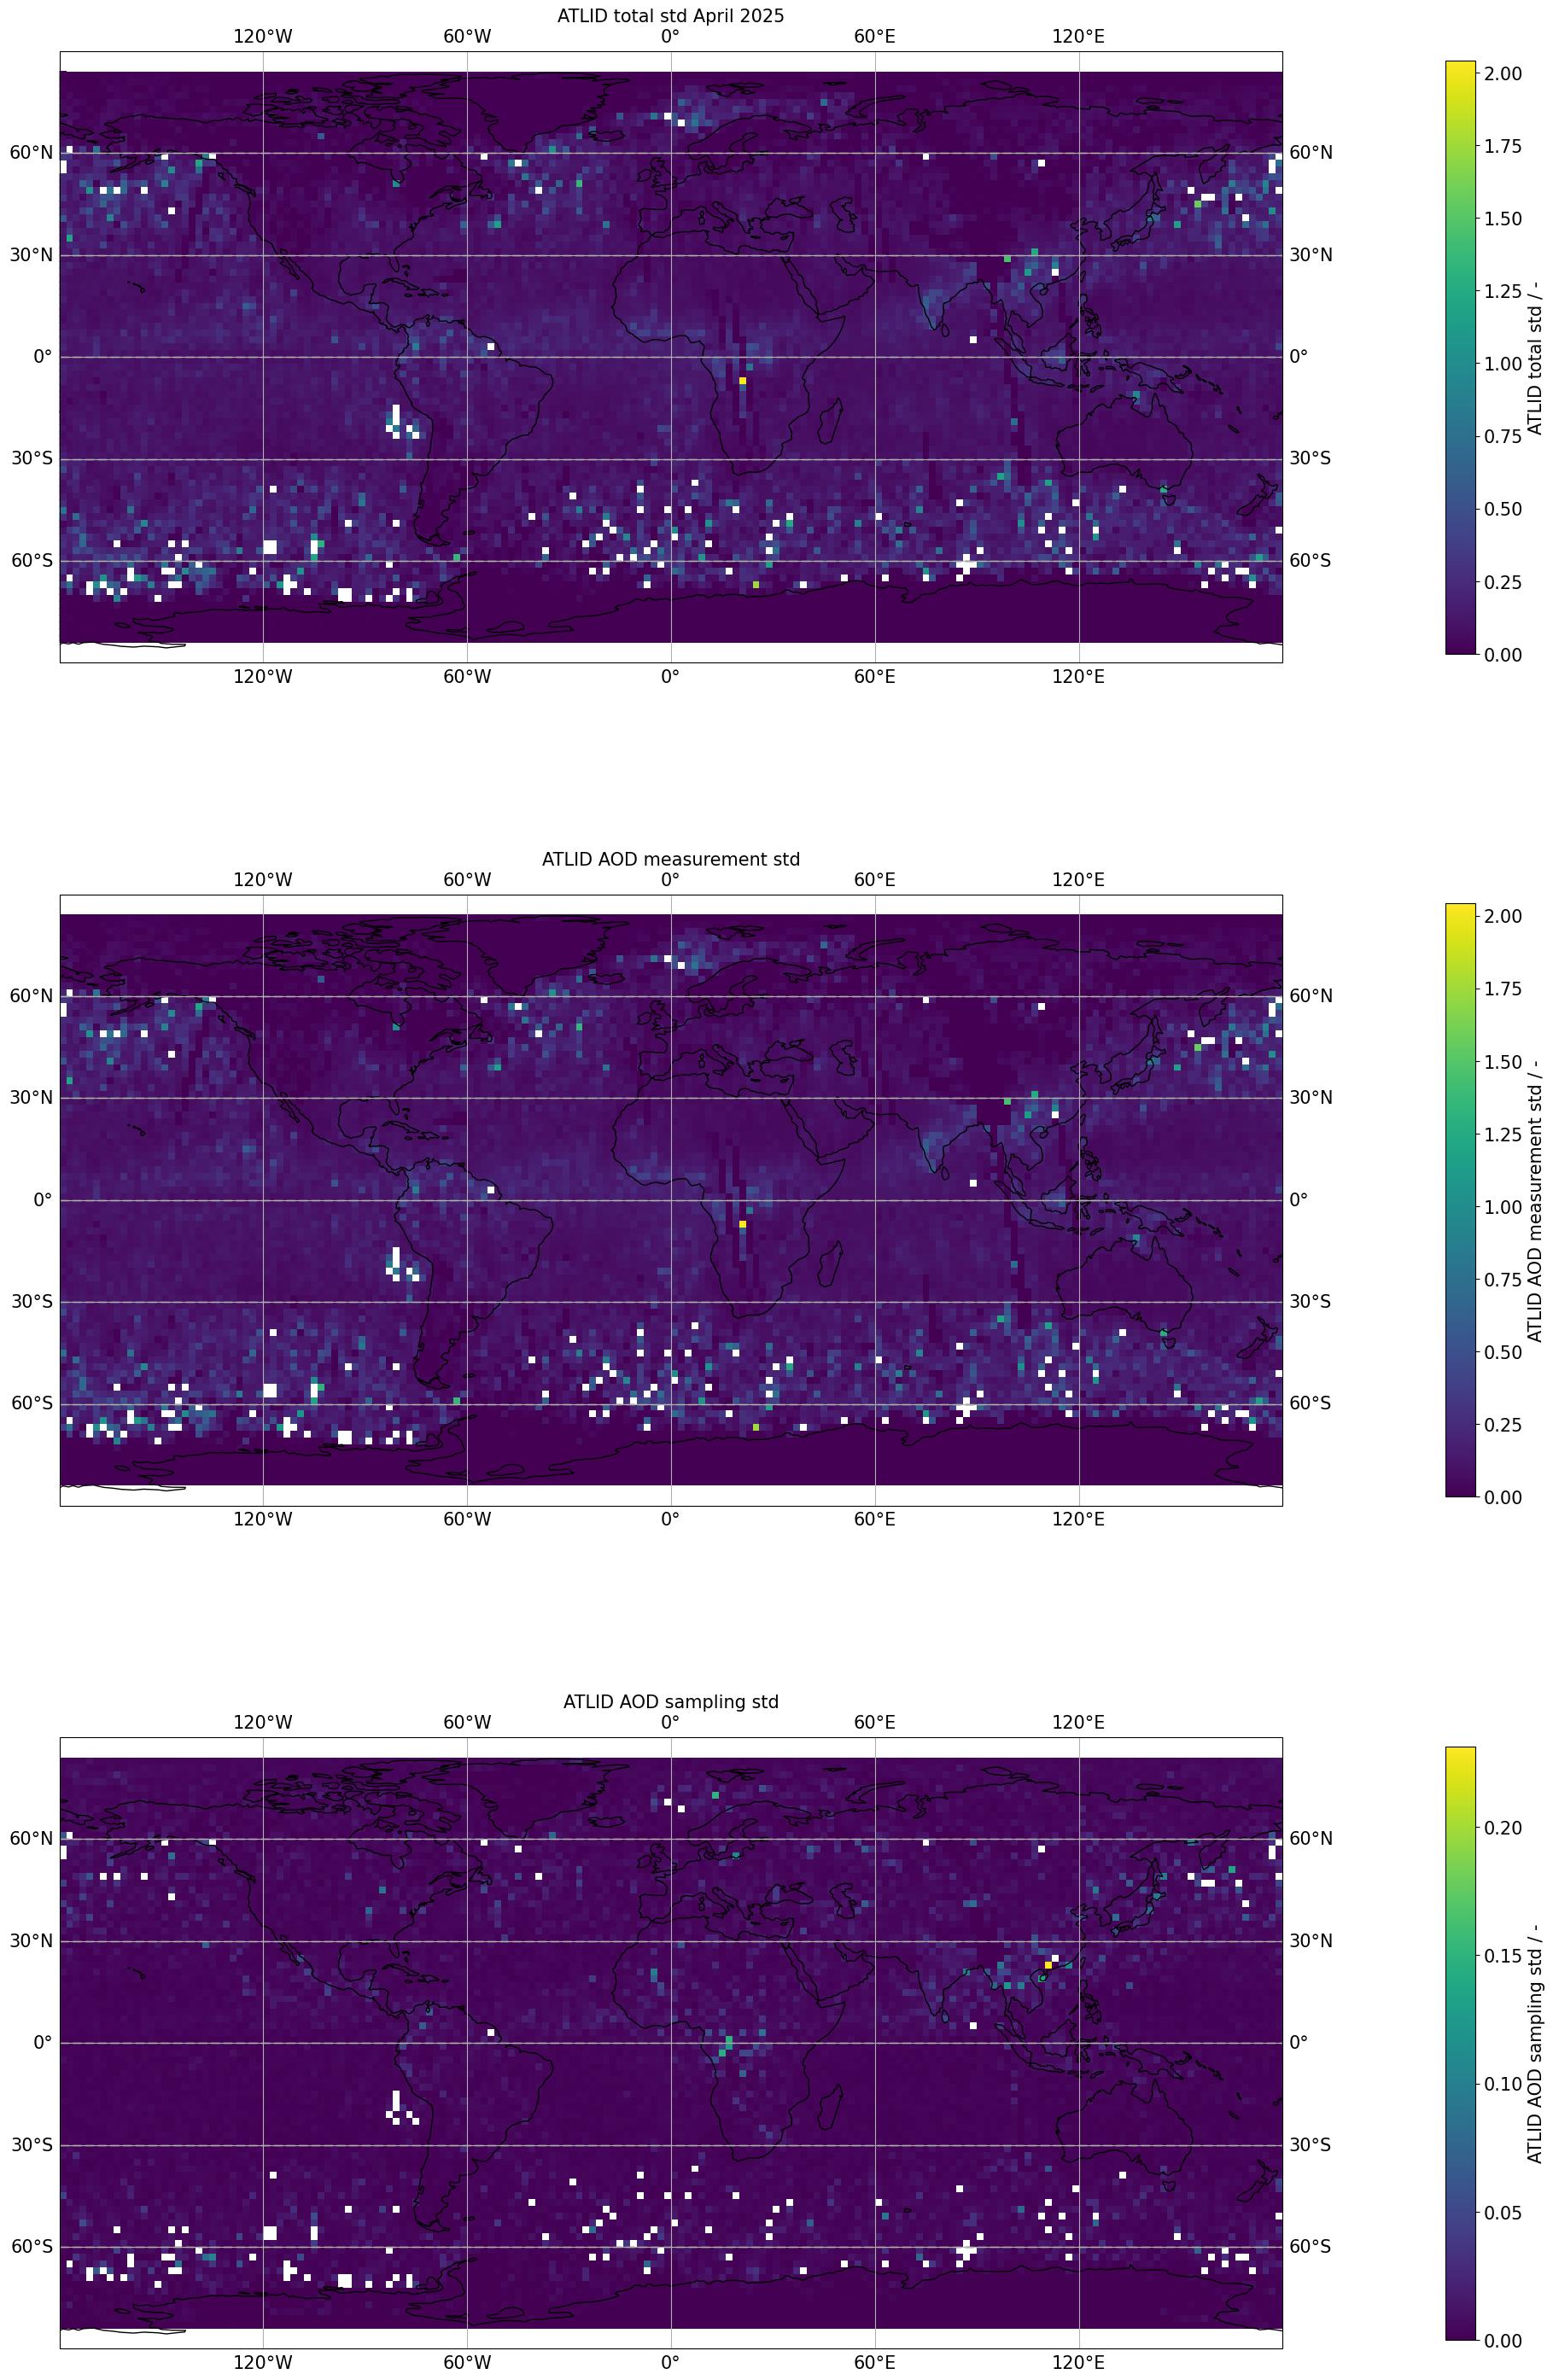 ATLID total std April 2025
120°W 60°W 0° 60°E 120°E
2.00
1.75
60°N 60°N
1.50
30°N 30°N
1.25
0° 0°
1.00
ATLID total std / -
0.75
30°S 30°S
0.50
60°S 60°S
0.25
0.00
120°W 60°W 0° 60°E 120°E
ATLID AOD measurement std
120°W 60°W 0° 60°E 120°E
2.00
1.75
60°N 60°N
1.50
30°N 30°N
1.25
0° 0°
1.00
ATLID AOD measurement std / -
0.75
30°S 30°S
0.50
60°S 60°S
0.25
0.00
120°W 60°W 0° 60°E 120°E
ATLID AOD sampling std
120°W 60°W 0° 60°E 120°E
0.20
60°N 60°N
30°N 30°N
0.15
0° 0°
0.10
ATLID AOD sampling std / -
30°S 30°S
0.05
60°S 60°S
0.00
120°W 60°W 0° 60°E 120°E